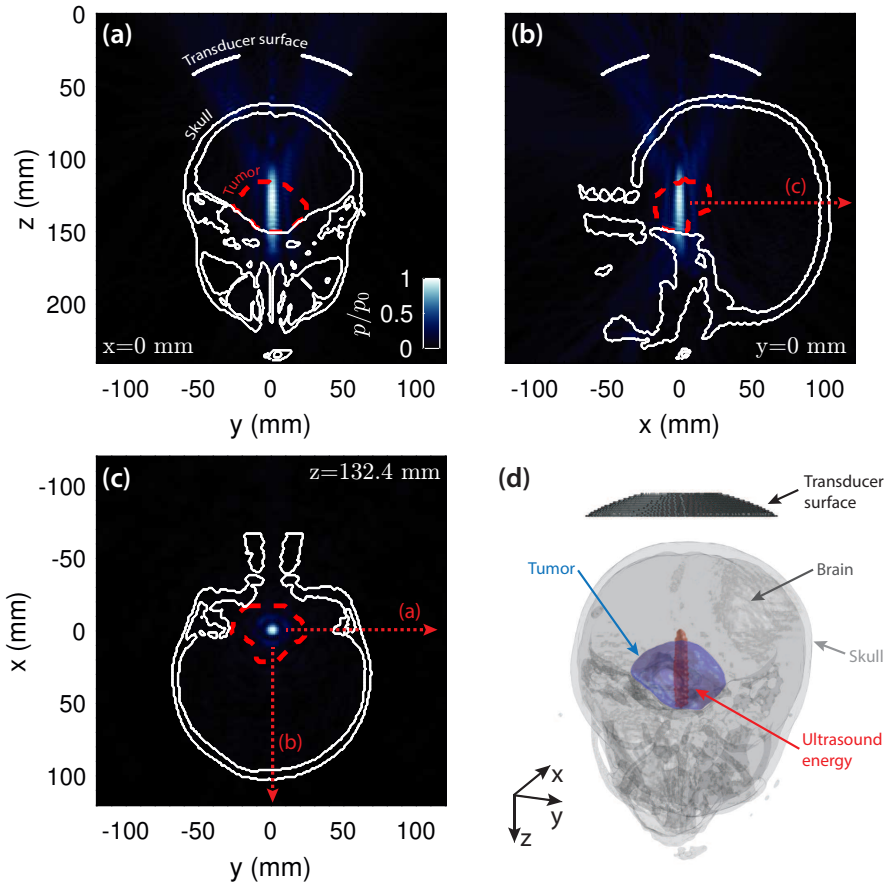 (a)
Transducer surface
Skull
Tumor
0
50
100
150
200
z (mm)
1
0.5
0
p/p0
x=0 mm
-100
-50
0
50
100
y (mm)
(b)
(c)
y=0 mm
-100
-50
0
50
100
x (mm)
(c)
z=132.4 mm
-100
-50
0
50
100
x (mm)
(a)
(b)
-100
-50
0
50
100
y (mm)
(d)
Transducer
surface
Tumor
Brain
Skull
Ultrasound
energy
x
y
z